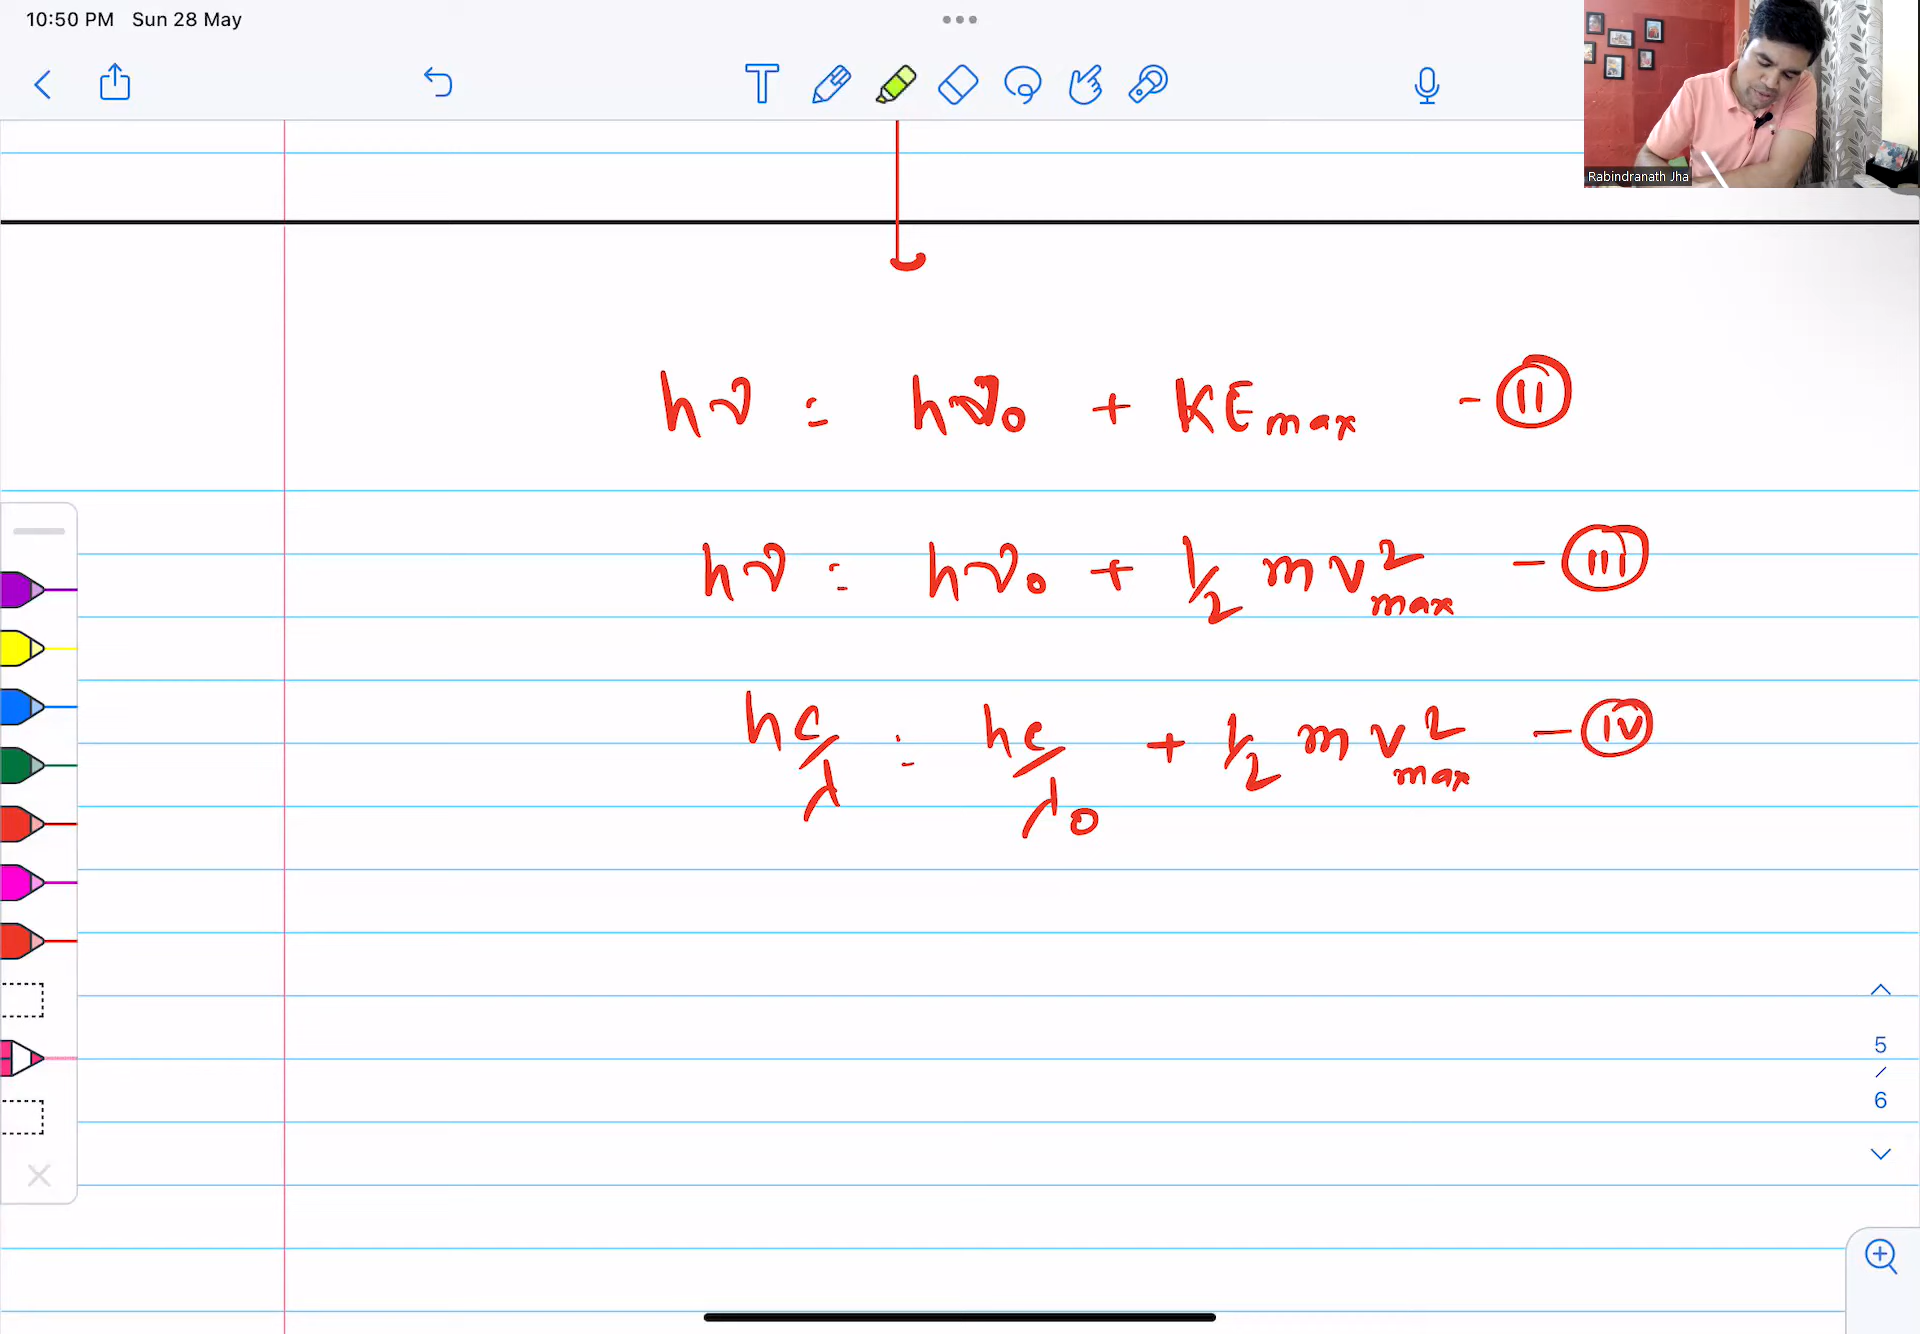 10:50 PM Sun 28 May
Rabindranath Jha
hν = hν₀ + KEmax - II
hν = hν₀ + 1/2 mv²max - III
hc/λ = hc/λ₀ + 1/2 mv²max - IV
5
/
6